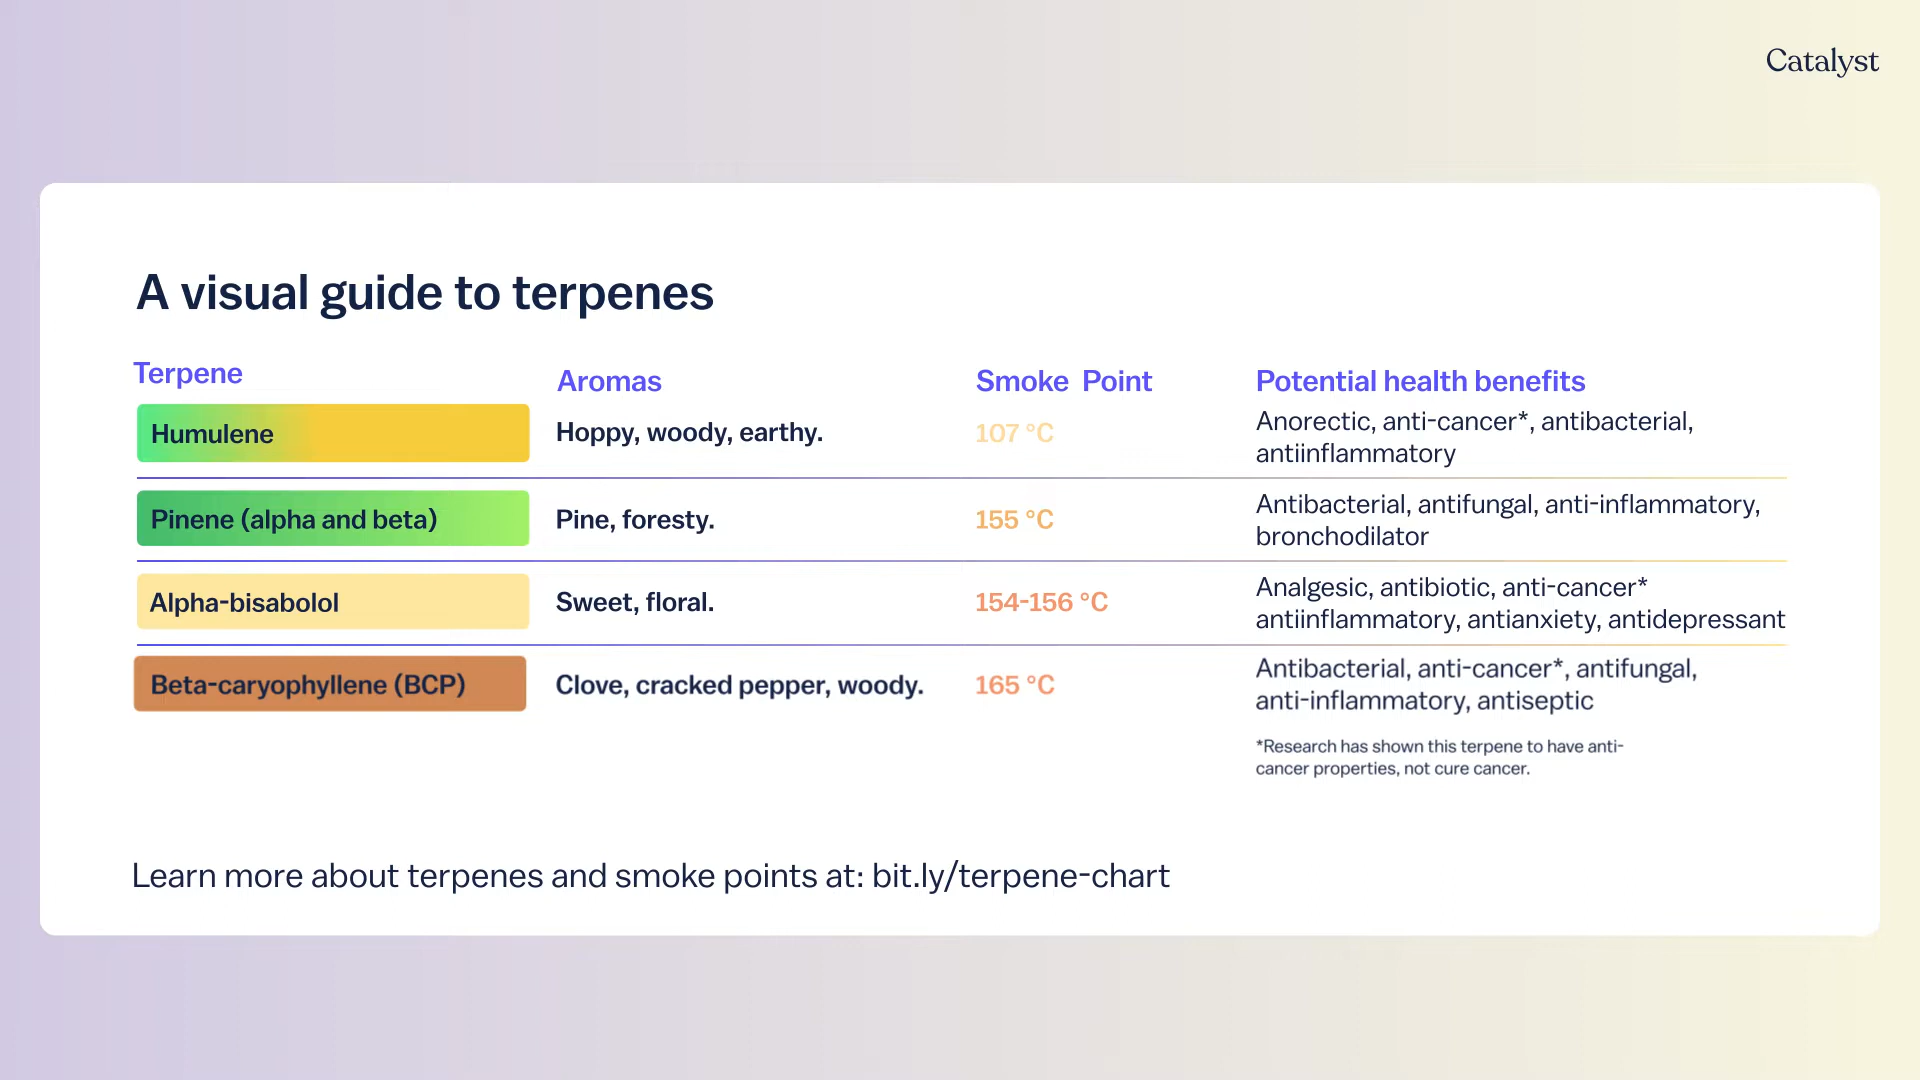 Catalyst
A visual guide to terpenes
Terpene
Aromas
Smoke Point
Potential health benefits
Humulene
Hoppy, woody, earthy.
107 °C
Anorectic, anti-cancer*, antibacterial,
antiinflammatory
Pinene (alpha and beta)
Pine, foresty.
155 °C
Antibacterial, antifungal, anti-inflammatory,
bronchodilator
Alpha-bisabolol
Sweet, floral.
154-156 °C
Analgesic, antibiotic, anti-cancer*
antiinflammatory, antianxiety, antidepressant
Beta-caryophyllene (BCP)
Clove, cracked pepper, woody.
165 °C
Antibacterial, anti-cancer*, antifungal,
anti-inflammatory, antiseptic
*Research has shown this terpene to have anti-
cancer properties, not cure cancer.
Learn more about terpenes and smoke points at: bit.ly/terpene-chart